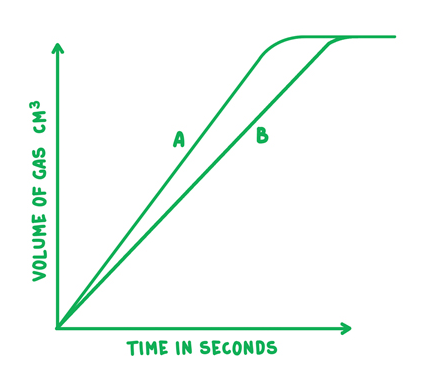 VOLUME OF GAS CM³
A
B
TIME IN SECONDS